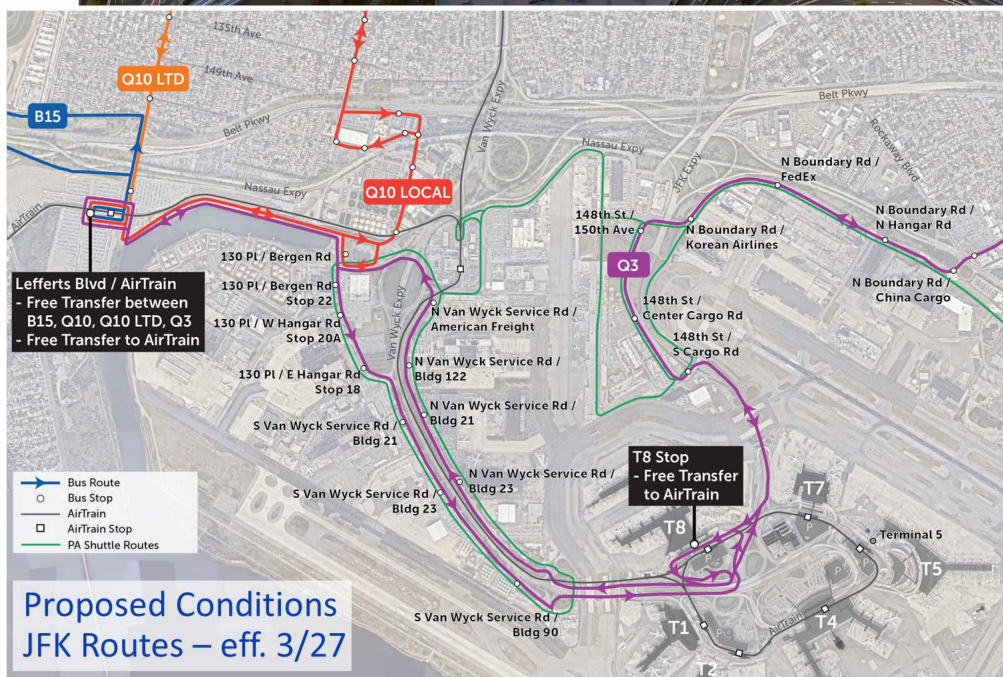 135th Ave
149th Ave
Q10 LTD
B15
Belt Pkwy
Van Wyck Expy
Belt Pkwy
Rockaway Blvd
Nassau Expy
JFK Expy
N Boundary Rd /
FedEx
Nassau Expy
Q10 LOCAL
AirTrain
148th St /
150th Ave
N Boundary Rd /
Korean Airlines
N Boundary Rd /
N Hangar Rd
Q3
N Boundary Rd /
China Cargo
Lefferts Blvd / AirTrain
- Free Transfer between
B15, Q10, Q10 LTD, Q3
- Free Transfer to AirTrain
130 Pl / Bergen Rd
130 Pl / Bergen Rd
Stop 22
130 Pl / W Hangar Rd
Stop 20A
130 Pl / E Hangar Rd
Stop 18
Van Wyck Expy
N Van Wyck Service Rd /
American Freight
148th St /
Center Cargo Rd
148th St /
S Cargo Rd
N Van Wyck Service Rd /
Bldg 122
N Van Wyck Service Rd /
Bldg 21
S Van Wyck Service Rd /
Bldg 21
N Van Wyck Service Rd /
Bldg 23
S Van Wyck Service Rd /
Bldg 23
T8 Stop
- Free Transfer
to AirTrain
T7
T8
Terminal 5
T5
P
P
P
P
T4
T1
AirTrain
T2
S Van Wyck Service Rd /
Bldg 90
Bus Route
Bus Stop
AirTrain
AirTrain Stop
PA Shuttle Routes
Proposed Conditions
JFK Routes – eff. 3/27